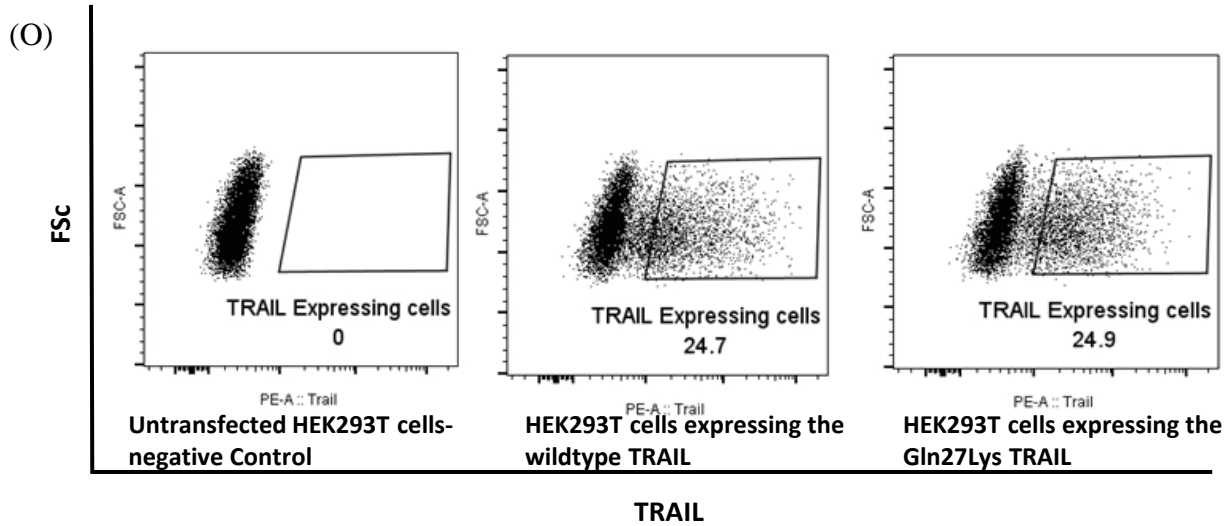 (O)
FSc
FSC-A
TRAIL Expressing cells
0
PE-A :: Trail
Untransfected HEK293T cells-
negative Control
FSC-A
TRAIL Expressing cells
24.7
PE-A :: Trail
HEK293T cells expressing the
wildtype TRAIL
FSC-A
TRAIL Expressing cells
24.9
PE-A :: Trail
HEK293T cells expressing the
Gln27Lys TRAIL
TRAIL